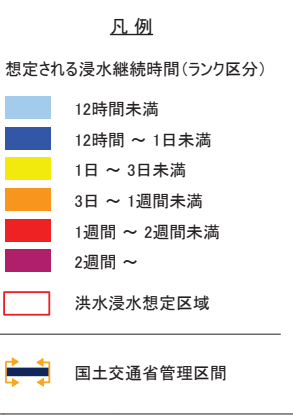 凡 例
想定される浸水継続時間（ランク区分）
12時間未満
12時間 ～ 1日未満
1日 ～ 3日未満
3日 ～ 1週間未満
1週間 ～ 2週間未満
2週間 ～
洪水浸水想定区域
国土交通省管理区間